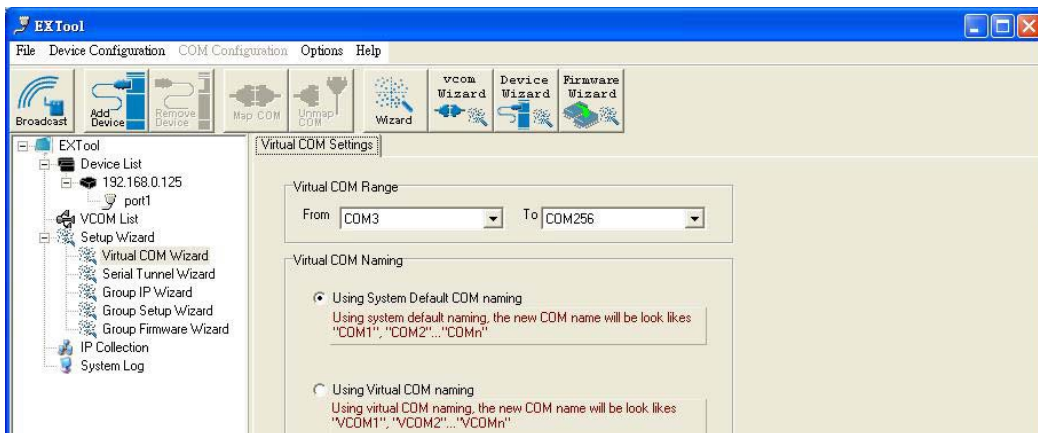 EXTool
File Device Configuration COM Configuration Options Help
Broadcast
Add Device
Remove Device
Map COM
Unmap COM
Wizard
vcom Wizard
Device Wizard
Firmware Wizard
EXTool
Device List
192.168.0.125
port1
VCOM List
Setup Wizard
Virtual COM Wizard
Serial Tunnel Wizard
Group IP Wizard
Group Setup Wizard
Group Firmware Wizard
IP Collection
System Log
Virtual COM Settings
Virtual COM Range
From COM3 To COM256
Virtual COM Naming
Using System Default COM naming
Using system default naming, the new COM name will be look likes
"COM1", "COM2"..."COMn"
Using Virtual COM naming
Using virtual COM naming, the new COM name will be look likes
"VCOM1", "VCOM2"..."VCOMn"